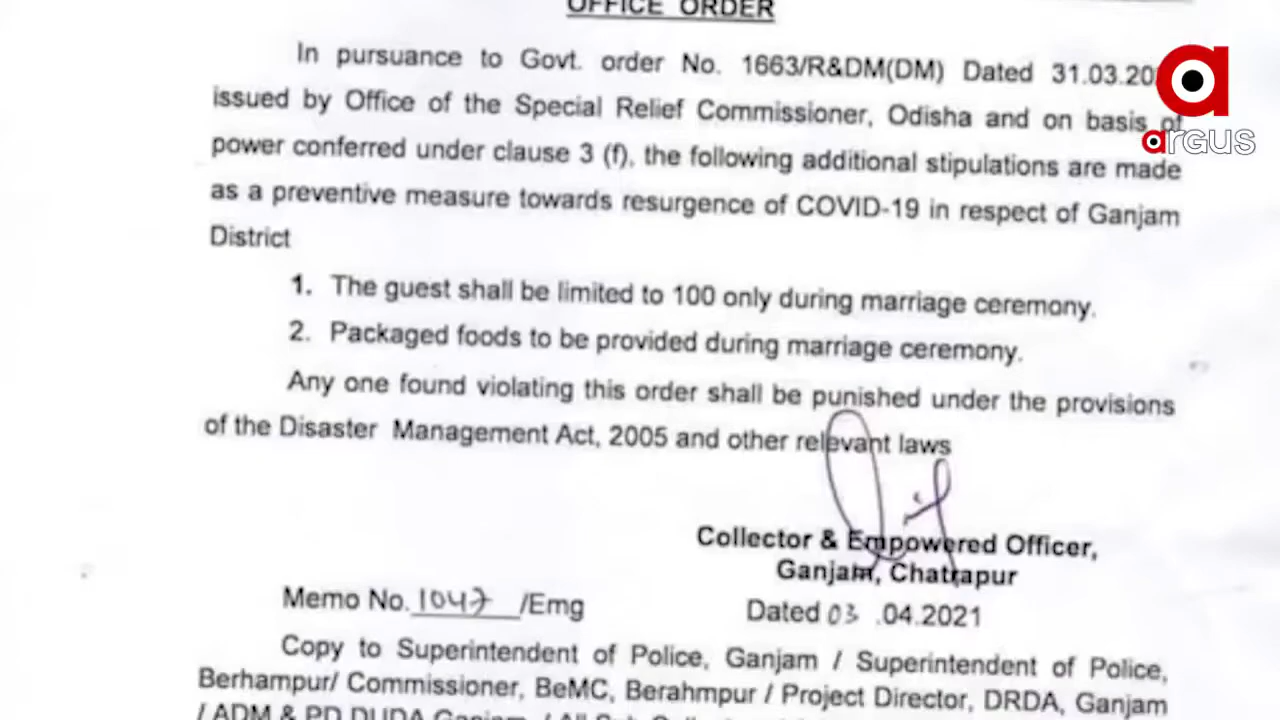 OFFICE ORDER
In pursuance to Govt. order No. 1663/R&DM(DM) Dated 31.03.20
issued by Office of the Special Relief Commissioner, Odisha and on basis of
power conferred under clause 3 (f), the following additional stipulations are made
as a preventive measure towards resurgence of COVID-19 in respect of Ganjam
District
1. The guest shall be limited to 100 only during marriage ceremony.
2. Packaged foods to be provided during marriage ceremony.
Any one found violating this order shall be punished under the provisions
of the Disaster Management Act, 2005 and other relevant laws
Collector & Empowered Officer,
Ganjam, Chatrapur
Memo No. 1047 /Emg
Dated 03 .04.2021
Copy to Superintendent of Police, Ganjam / Superintendent of Police,
Berhampur/ Commissioner, BeMC, Berahmpur / Project Director, DRDA, Ganjam
/ ADM & PD DUDA Ganjam / All Sub
a
argus